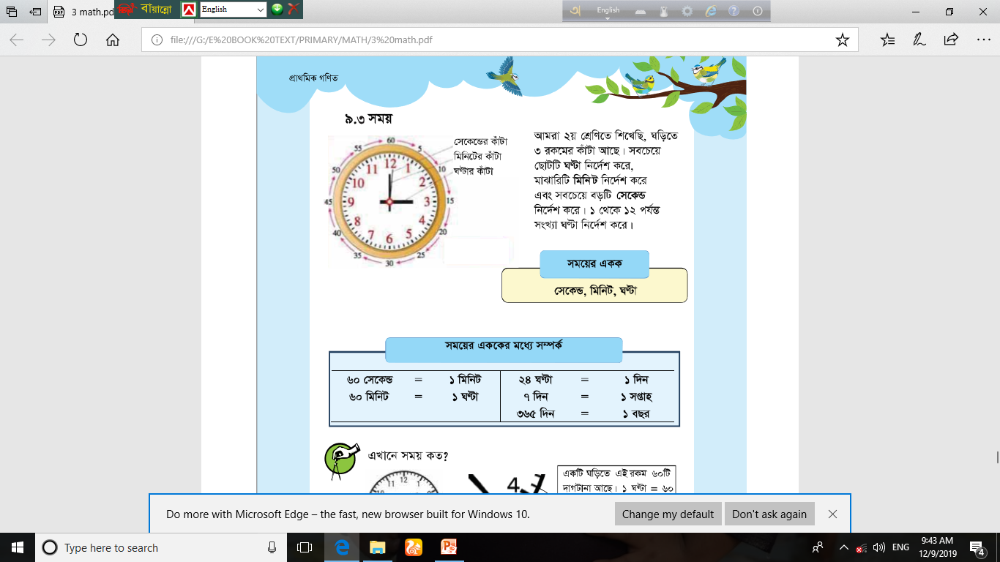 3 math.pd
বায়ান্নো
English
English
file:///G:/E%20BOOK%20TEXT/PRIMARY/MATH/3%20math.pdf
প্রাথমিক গণিত
৯.৩ সময়
সেকেন্ডের কাঁটা
মিনিটের কাঁটা
ঘণ্টার কাঁটা
60
5
10
15
20
25
30
35
40
45
50
55
12
1
2
3
4
5
6
7
8
9
10
11
আমরা ২য় শ্রেণিতে শিখেছি, ঘড়িতে
৩ রকমের কাঁটা আছে। সবচেয়ে
ছোটটি ঘণ্টা নির্দেশ করে,
মাঝারিটি মিনিট নির্দেশ করে
এবং সবচেয়ে বড়টি সেকেন্ড
নির্দেশ করে। ১ থেকে ১২ পর্যন্ত
সংখ্যা ঘণ্টা নির্দেশ করে।
সময়ের একক
সেকেন্ড, মিনিট, ঘণ্টা
সময়ের এককের মধ্যে সম্পর্ক
৬০ সেকেন্ড = ১ মিনিট
৬০ মিনিট = ১ ঘণ্টা
২৪ ঘণ্টা = ১ দিন
৭ দিন = ১ সপ্তাহ
৩৬৫ দিন = ১ বছর
এখানে সময় কত?
11 12 1
4
একটি ঘড়িতে এই রকম ৬০টি
দাগটানা আছে। ১ ঘণ্টা = ৬০
Do more with Microsoft Edge – the fast, new browser built for Windows 10.
Change my default
Don't ask again
Type here to search
ENG
9:43 AM
12/9/2019
4